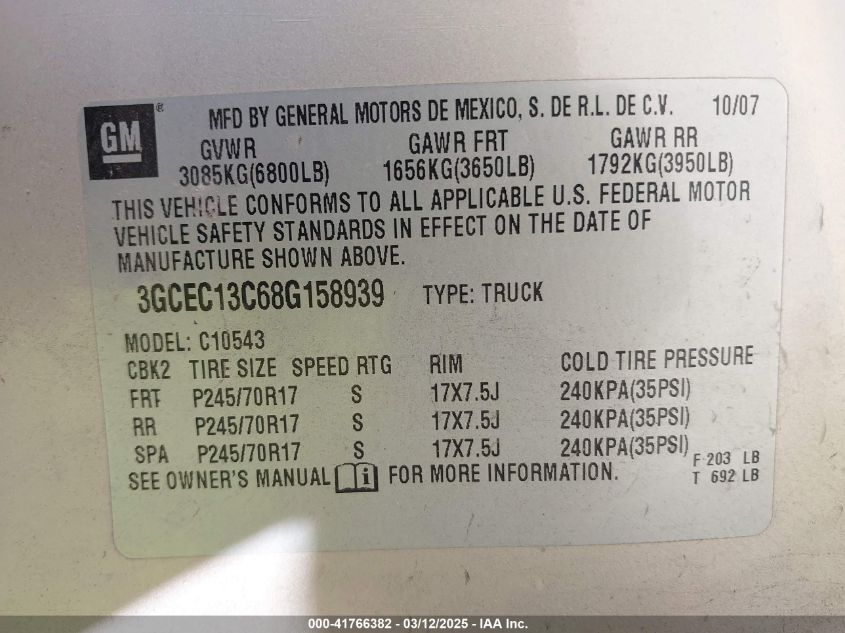 GM ® MFD BY GENERAL MOTORS DE MEXICO, S. DE R.L. DE C.V. 10/07
GVWR GAWR FRT GAWR RR
3085KG(6800LB) 1656KG(3650LB) 1792KG(3950LB)
THIS VEHICLE CONFORMS TO ALL APPLICABLE U.S. FEDERAL MOTOR
VEHICLE SAFETY STANDARDS IN EFFECT ON THE DATE OF
MANUFACTURE SHOWN ABOVE.
3GCEC13C68G158939 TYPE: TRUCK
MODEL: C10543
CBK2 TIRE SIZE SPEED RTG RIM COLD TIRE PRESSURE
FRT P245/70R17 S 17X7.5J 240KPA(35PSI)
RR P245/70R17 S 17X7.5J 240KPA(35PSI)
SPA P245/70R17 S 17X7.5J 240KPA(35PSI)
F 203 LB
SEE OWNER'S MANUAL i FOR MORE INFORMATION. T 692 LB
000-41766382 - 03/12/2025 - IAA Inc.